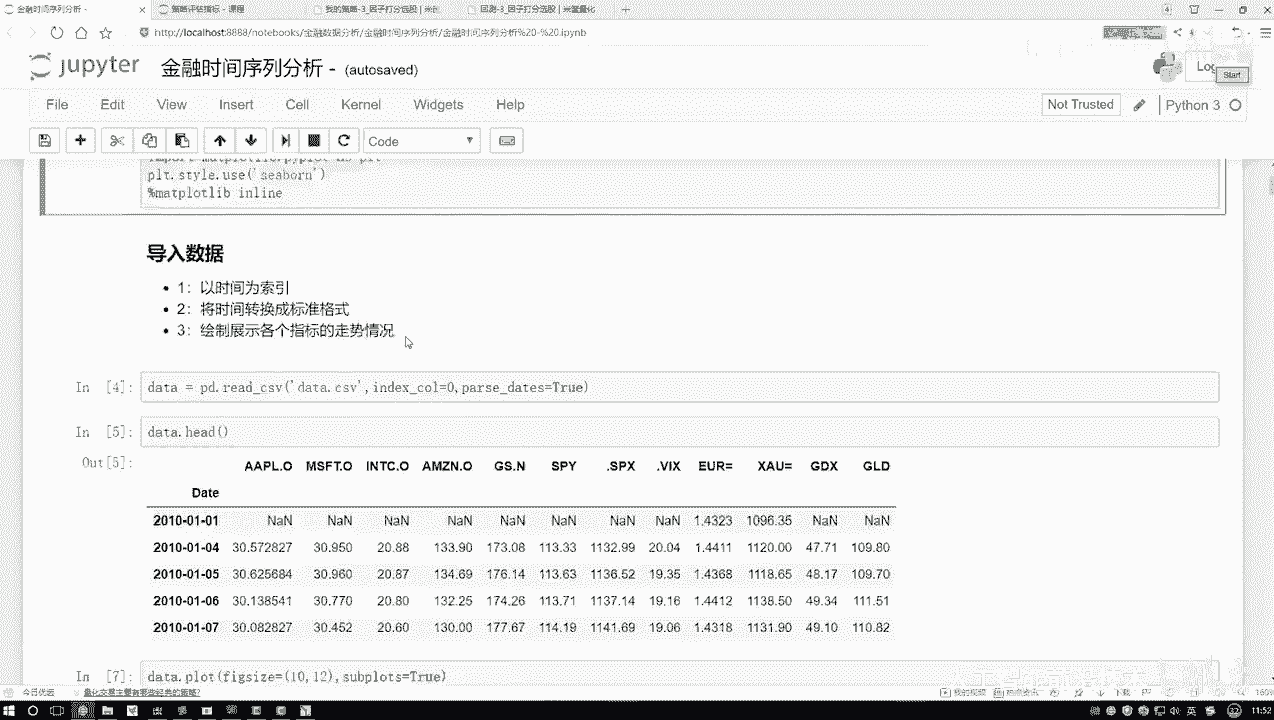 金融时间序列分析 -
策略评估指标 - 课程
我的策略-3_因子打分选股 | 米
回测-3_因子打分选股 | 米筐量化
http://localhost:8888/notebooks/金融数据分析/金融时间序列分析/金融时间序列分析%20-%20.ipynb
jupyter 金融时间序列分析 - (autosaved)
Start
File Edit View Insert Cell Kernel Widgets Help
Not Trusted
Python 3
Code
import matplotlib.pyplot as plt
plt.style.use('seaborn')
%matplotlib inline
导入数据
1：以时间为索引
2：将时间转换成标准格式
3：绘制展示各个指标的走势情况
In [4]: data = pd.read_csv('data.csv',index_col=0,parse_dates=True)
In [5]: data.head()
Out[5]:
AAPL.O MSFT.O INTC.O AMZN.O GS.N SPY .SPX .VIX EUR= XAU= GDX GLD
Date
2010-01-01 NaN NaN NaN NaN NaN NaN NaN NaN 1.4323 1096.35 NaN NaN
2010-01-04 30.572827 30.950 20.88 133.90 173.08 113.33 1132.99 20.04 1.4411 1120.00 47.71 109.80
2010-01-05 30.625684 30.960 20.87 134.69 176.14 113.63 1136.52 19.35 1.4368 1118.65 48.17 109.70
2010-01-06 30.138541 30.770 20.80 132.25 174.26 113.71 1137.14 19.16 1.4412 1138.50 49.34 111.51
2010-01-07 30.082827 30.452 20.60 130.00 177.67 114.19 1141.69 19.06 1.4318 1131.90 49.10 110.82
In [7]: data.plot(figsize=(10,12),subplots=True)
今日优选
量化交易主要有哪些经典的策略?
我的视频
下载
160%
英
11:52